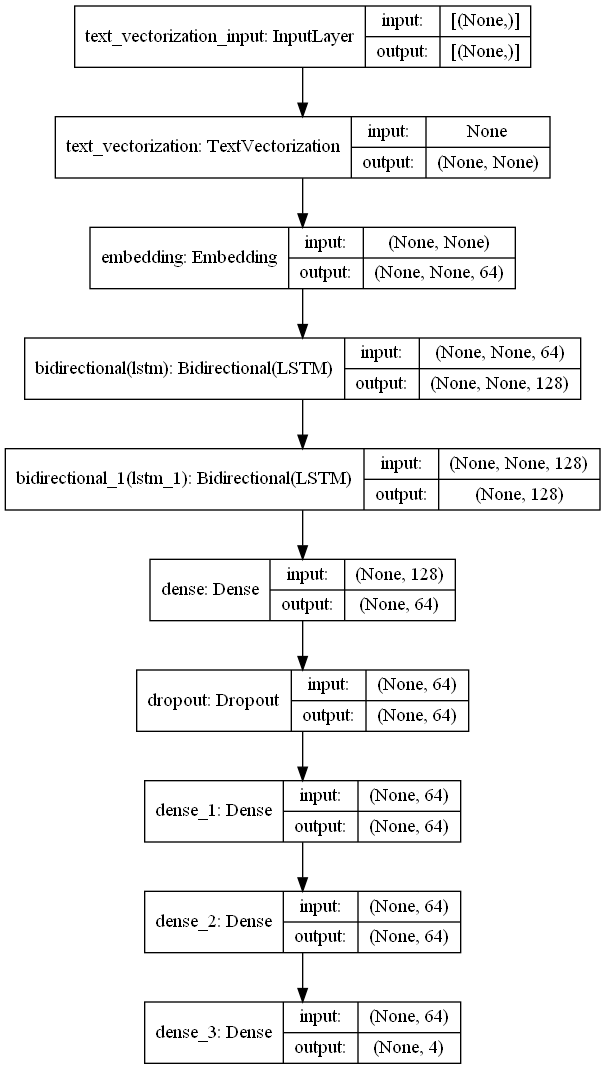 text_vectorization_input: InputLayer
input: [(None,)]
output: [(None,)]
text_vectorization: TextVectorization
input: None
output: (None, None)
embedding: Embedding
input: (None, None)
output: (None, None, 64)
bidirectional(lstm): Bidirectional(LSTM)
input: (None, None, 64)
output: (None, None, 128)
bidirectional_1(lstm_1): Bidirectional(LSTM)
input: (None, None, 128)
output: (None, 128)
dense: Dense
input: (None, 128)
output: (None, 64)
dropout: Dropout
input: (None, 64)
output: (None, 64)
dense_1: Dense
input: (None, 64)
output: (None, 64)
dense_2: Dense
input: (None, 64)
output: (None, 64)
dense_3: Dense
input: (None, 64)
output: (None, 4)